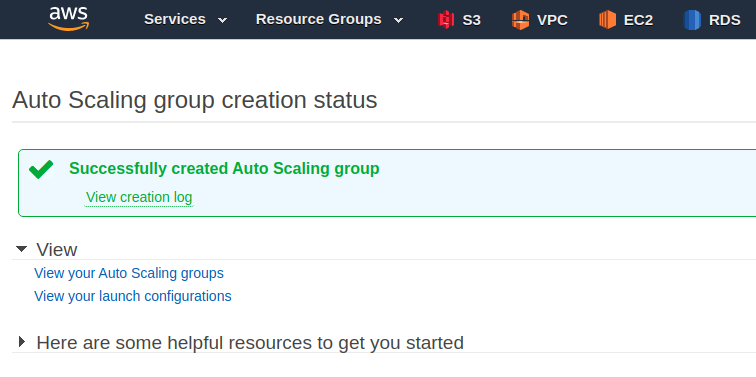 aws Services Resource Groups S3 VPC EC2 RDS
Auto Scaling group creation status
Successfully created Auto Scaling group
View creation log
View
View your Auto Scaling groups
View your launch configurations
Here are some helpful resources to get you started